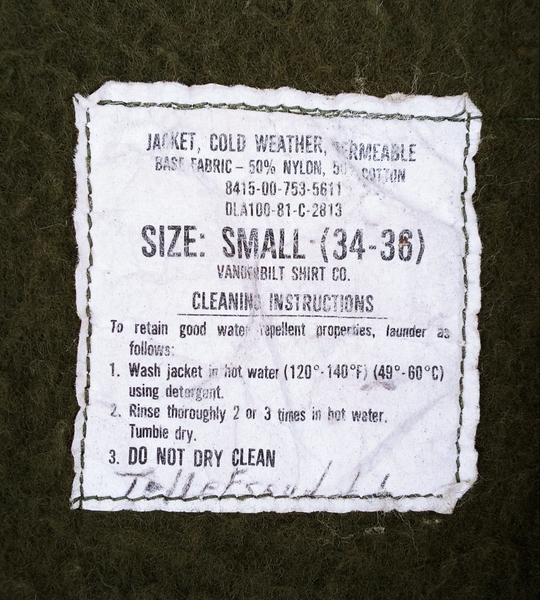 JACKET, COLD WEATHER, PERMEABLE
BASE FABRIC – 50% NYLON, 50% COTTON
8415-00-753-5611
DLA100-81-C-2813
SIZE: SMALL (34-36)
VANDERBILT SHIRT CO.
CLEANING INSTRUCTIONS
To retain good water repellent properties, launder as
follows:
1. Wash jacket in hot water (120°-140°F) (49°-60°C)
using detergent.
2. Rinse thoroughly 2 or 3 times in hot water.
Tumble dry.
3. DO NOT DRY CLEAN